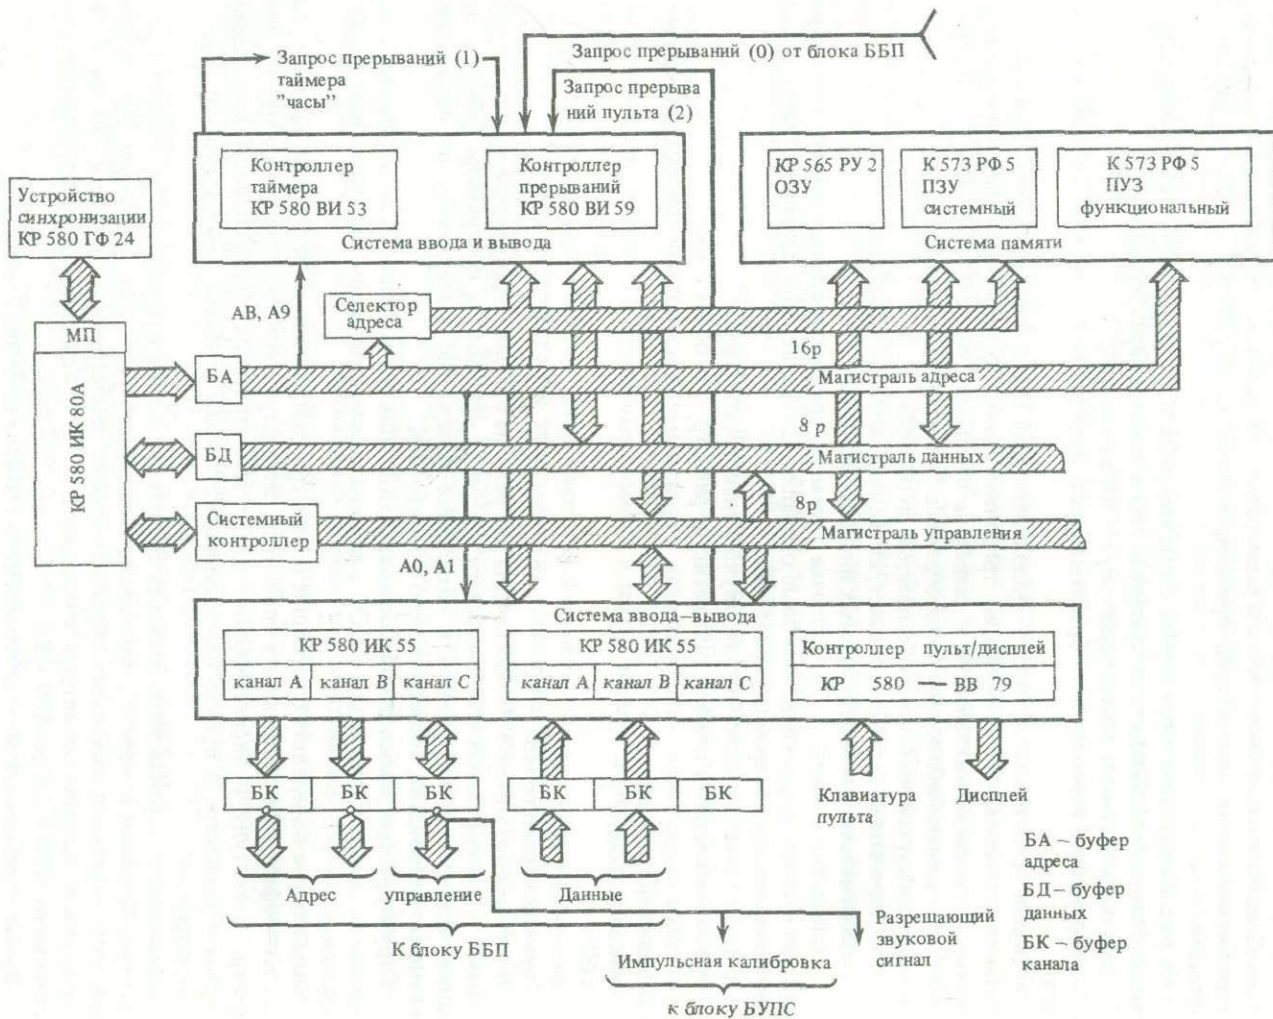 Запрос прерываний (1)
таймера
"часы"
Запрос прерываний (0) от блока ББП
Запрос прерыва
ний пульта (2)
Контроллер
таймера
КР 580 ВИ 53
Контроллер
прерываний
КР 580 ВИ 59
Система ввода и вывода
КР 565 РУ 2
ОЗУ
К 573 РФ 5
ПЗУ
системный
К 573 РФ 5
ПУЗ
функциональный
Система памяти
Устройство
синхронизации
КР 580 ГФ 24
АВ, А9
Селектор
адреса
МП
КР 580 ИК 80А
16р
БА
Магистраль адреса
8 р
БД
Магистраль данных
8р
Системный
контроллер
Магистраль управления
А0, А1
Система ввода–вывода
КР 580 ИК 55
канал А канал В канал С
КР 580 ИК 55
канал А канал В канал С
Контроллер пульт/дисплей
КР 580 — ВВ 79
БК БК БК БК БК БК
Клавиатура
пульта
Дисплей
Адрес
управление
Данные
К блоку ББП
Импульсная калибровка
к блоку БУПС
Разрешающий
звуковой
сигнал
БА – буфер
адреса
БД – буфер
данных
БК – буфер
канала